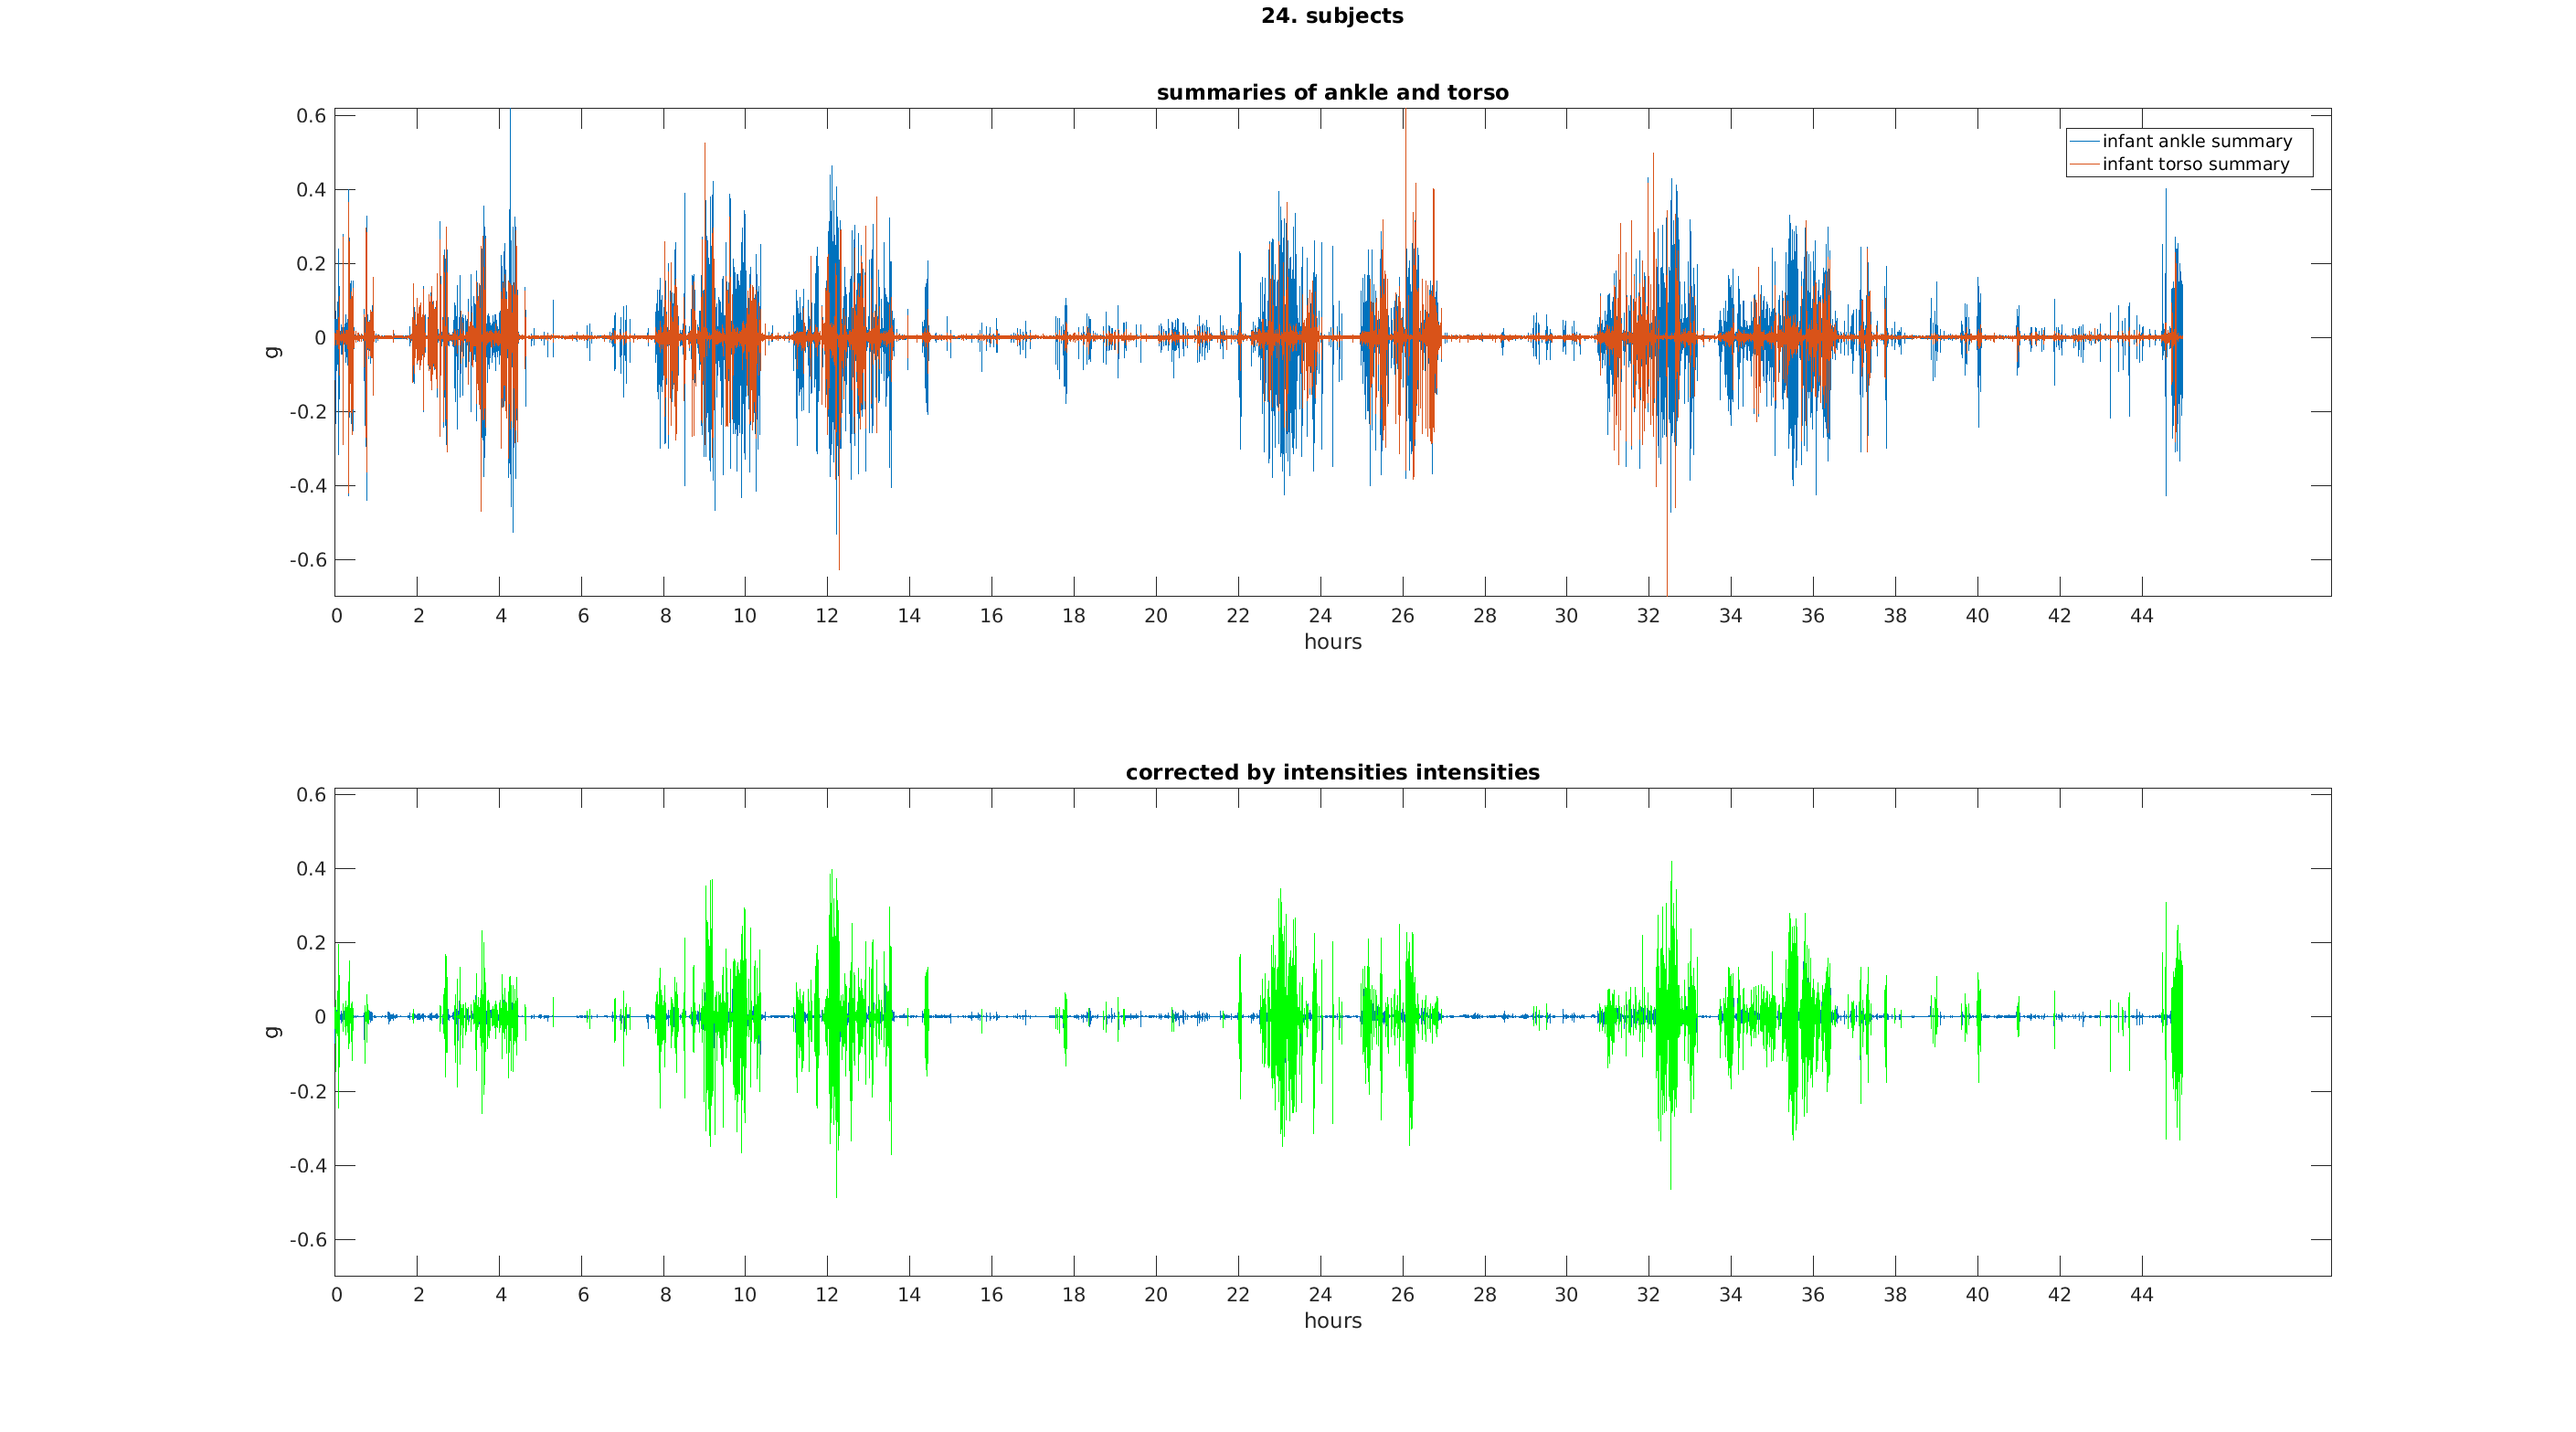 24. subjects
summaries of ankle and torso
0.6
0.4
0.2
0
-0.2
-0.4
-0.6
g
infant ankle summary
infant torso summary
0 2 4 6 8 10 12 14 16 18 20 22 24 26 28 30 32 34 36 38 40 42 44
hours
corrected by intensities intensities
0.6
0.4
0.2
0
-0.2
-0.4
-0.6
g
0 2 4 6 8 10 12 14 16 18 20 22 24 26 28 30 32 34 36 38 40 42 44
hours